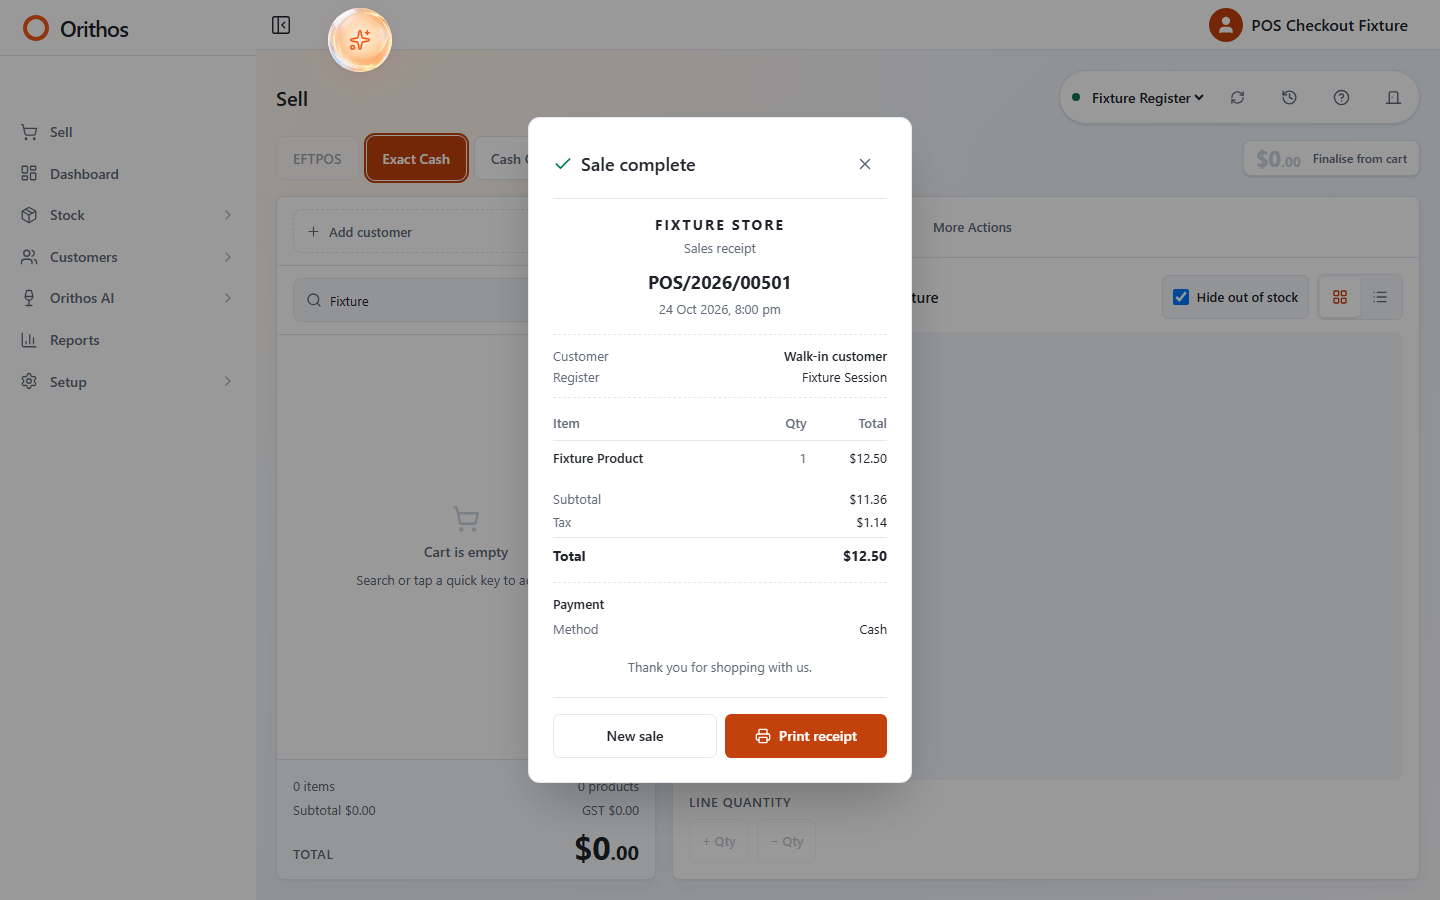 Orithos
POS Checkout Fixture
Sell
Dashboard
Stock
Customers
Orithos AI
Reports
Setup
Sell
Fixture Register
EFTPOS
Exact Cash
Cash
$0.00
Finalise from cart
Add customer
More Actions
Fixture
ture
Hide out of stock
Cart is empty
Search or tap a quick key to a
0 items
0 products
Subtotal $0.00
GST $0.00
TOTAL
$0.00
LINE QUANTITY
+ Qty
− Qty
Sale complete
FIXTURE STORE
Sales receipt
POS/2026/00501
24 Oct 2026, 8:00 pm
Customer Walk-in customer
Register Fixture Session
Item Qty Total
Fixture Product 1 $12.50
Subtotal $11.36
Tax $1.14
Total $12.50
Payment
Method Cash
Thank you for shopping with us.
New sale
Print receipt